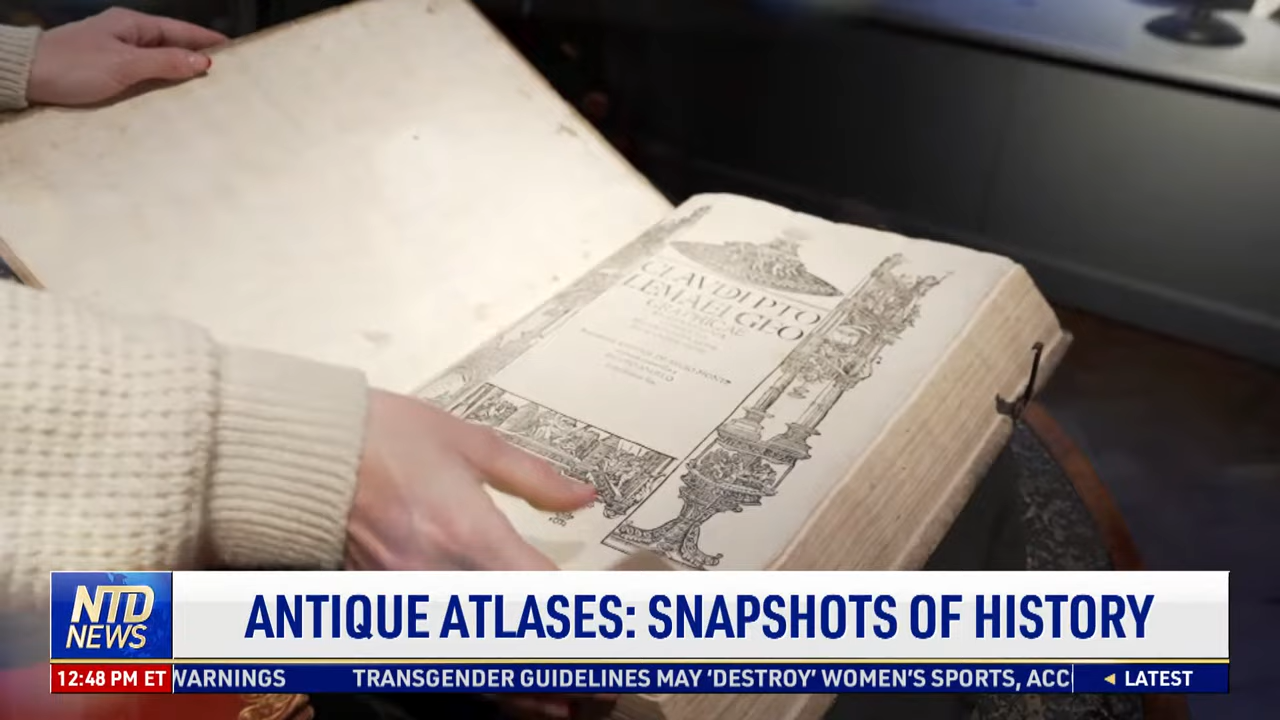 CLAVDII PTO
LEMAEI GEO
GRAPHICAE
NTD
NEWS
ANTIQUE ATLASES: SNAPSHOTS OF HISTORY
12:48 PM ET
WARNINGS TRANSGENDER GUIDELINES MAY ‘DESTROY’ WOMEN’S SPORTS, ACC
LATEST